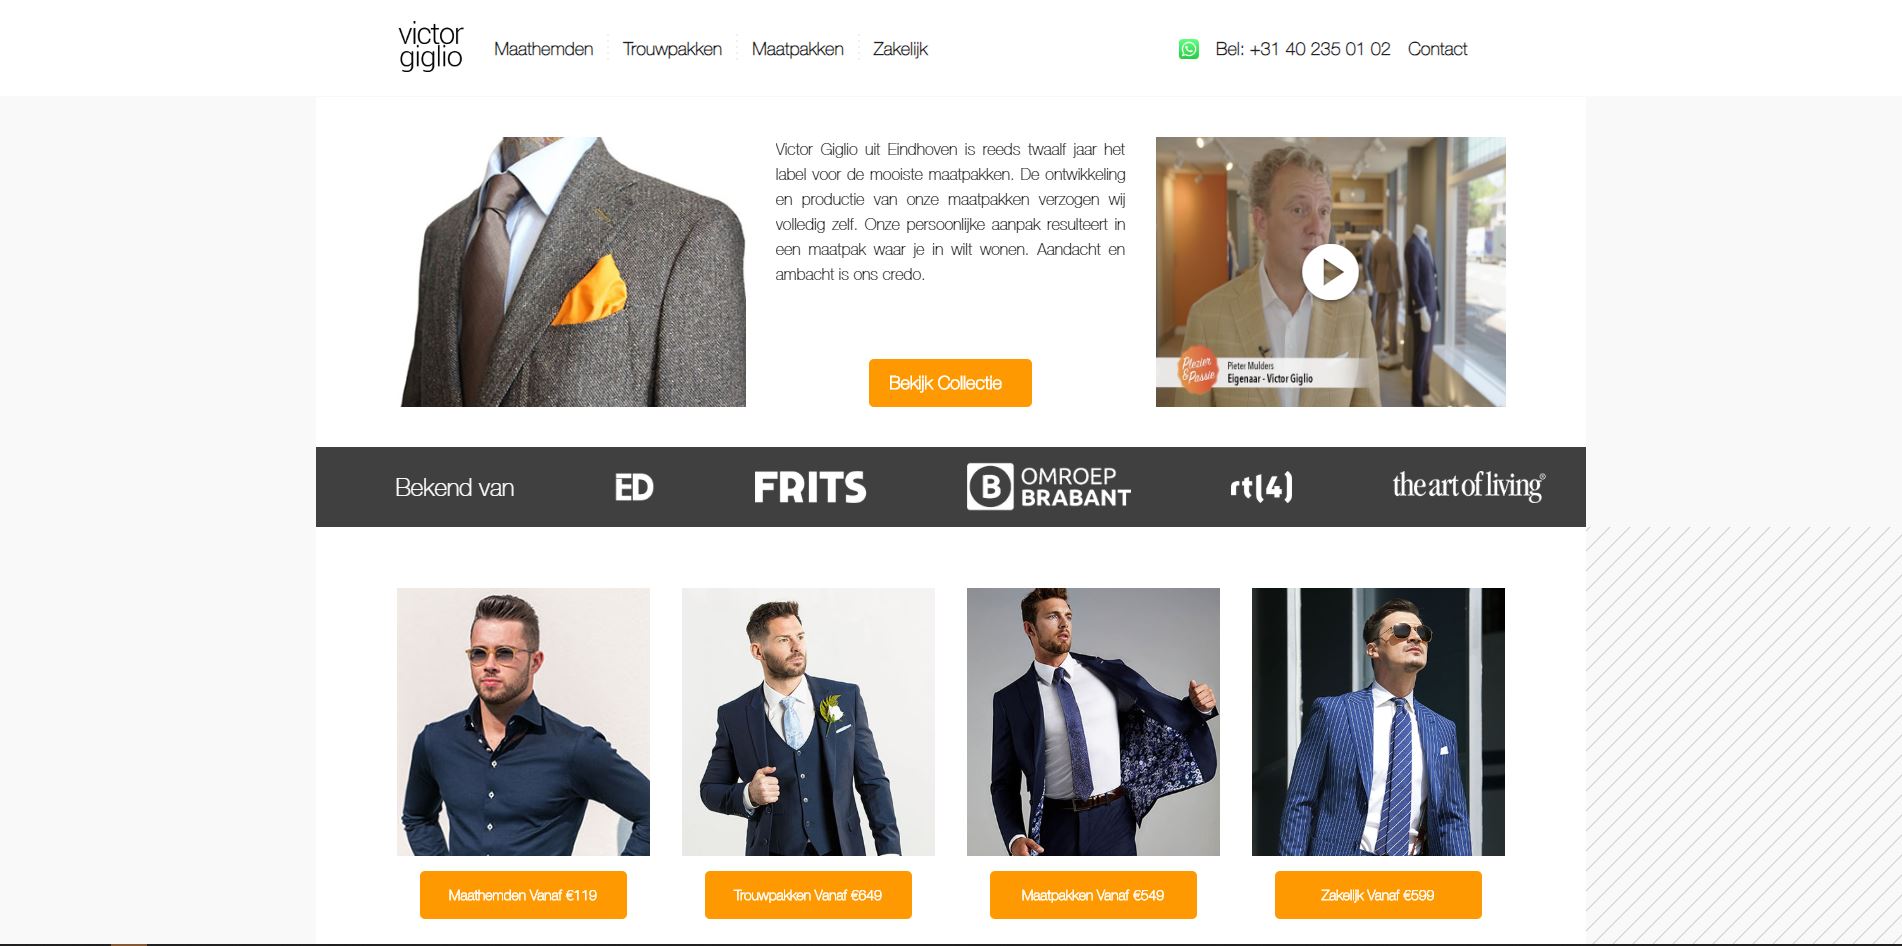 victor
giglio
Maathemden
Trouwpakken
Maatpakken
Zakelijk
Bel: +31 40 235 01 02
Contact
Victor Giglio uit Eindhoven is reeds twaalf jaar het
label voor de mooiste maatpakken. De ontwikkeling
en productie van onze maatpakken verzogen wij
volledig zelf. Onze persoonlijke aanpak resulteert in
een maatpak waar je in wilt wonen. Aandacht en
ambacht is ons credo.
Bekijk Collectie
Plezier
& Passie
Pieter Mulders
Eigenaar - Victor Giglio
Bekend van
ED
FRITS
B OMROEP
BRABANT
rtl 4
the art of living®
Maathemden Vanaf €119
Trouwpakken Vanaf €649
Maatpakken Vanaf €549
Zakelijk Vanaf €599